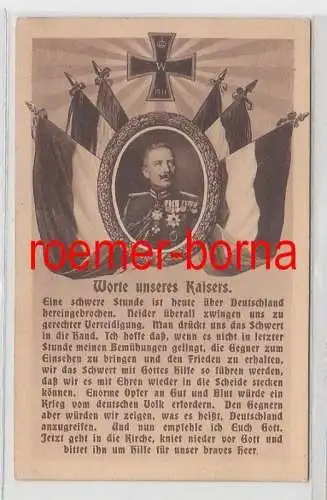 W
1914
roemer-borna
Worte unseres Kaisers.
Eine schwere Stunde ist heute über Deutschland
hereingebrochen. Neider überall zwingen uns zu
gerechter Verteidigung. Man drückt uns das Schwert
in die Hand. Ich hoffe daß, wenn es nicht in letzter
Stunde meinen Bemühungen gelingt, die Gegner zum
Einsehen zu bringen und den Frieden zu erhalten,
wir das Schwert mit Gottes Hilfe so führen werden,
daß wir es mit Ehren wieder in die Scheide stecken
können. Enorme Opfer an Gut und Blut würde ein
Krieg vom deutschen Volk erfordern. Den Gegnern
aber würden wir zeigen, was es heißt, Deutschland
anzugreifen. Und nun empfehle ich Euch Gott.
Jetzt geht in die Kirche, kniet nieder vor Gott und
bittet ihn um Hilfe für unser braves Heer.